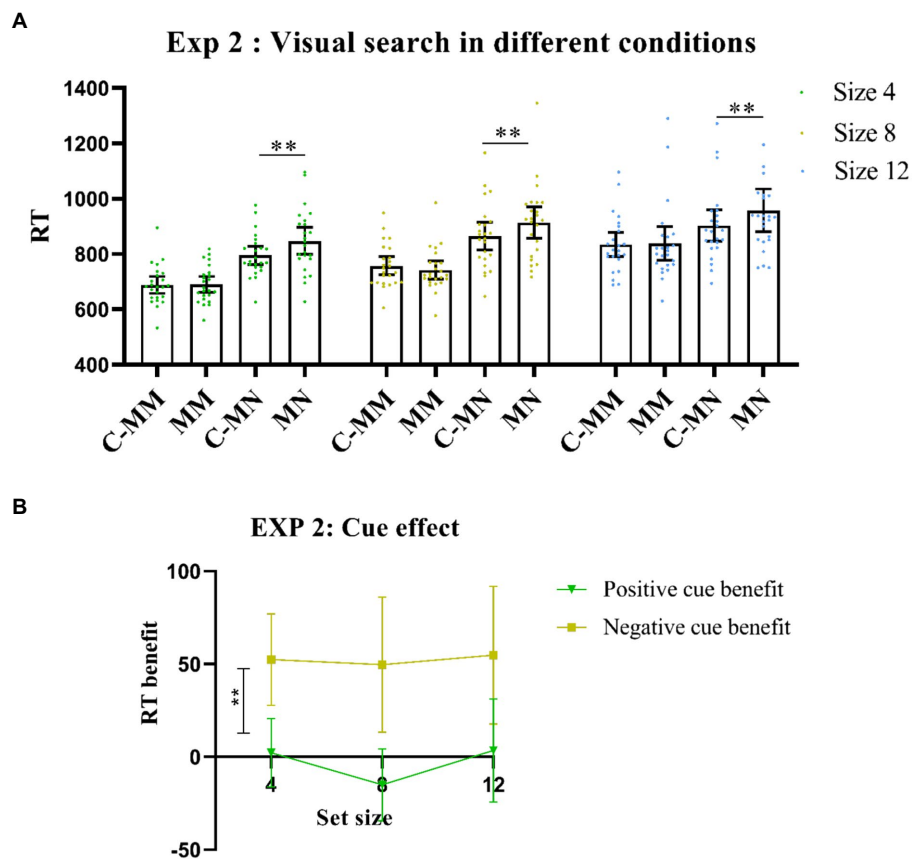 A
Exp 2 : Visual search in different conditions
1400
1200
1000
800
600
400
RT
** ** **
Size 4
Size 8
Size 12
C-MM MM C-MN MN C-MM MM C-MN MN C-MM MM C-MN MN
B
EXP 2: Cue effect
100
50
0
-50
RT benefit
**
4 8 12
Set size
Positive cue benefit
Negative cue benefit